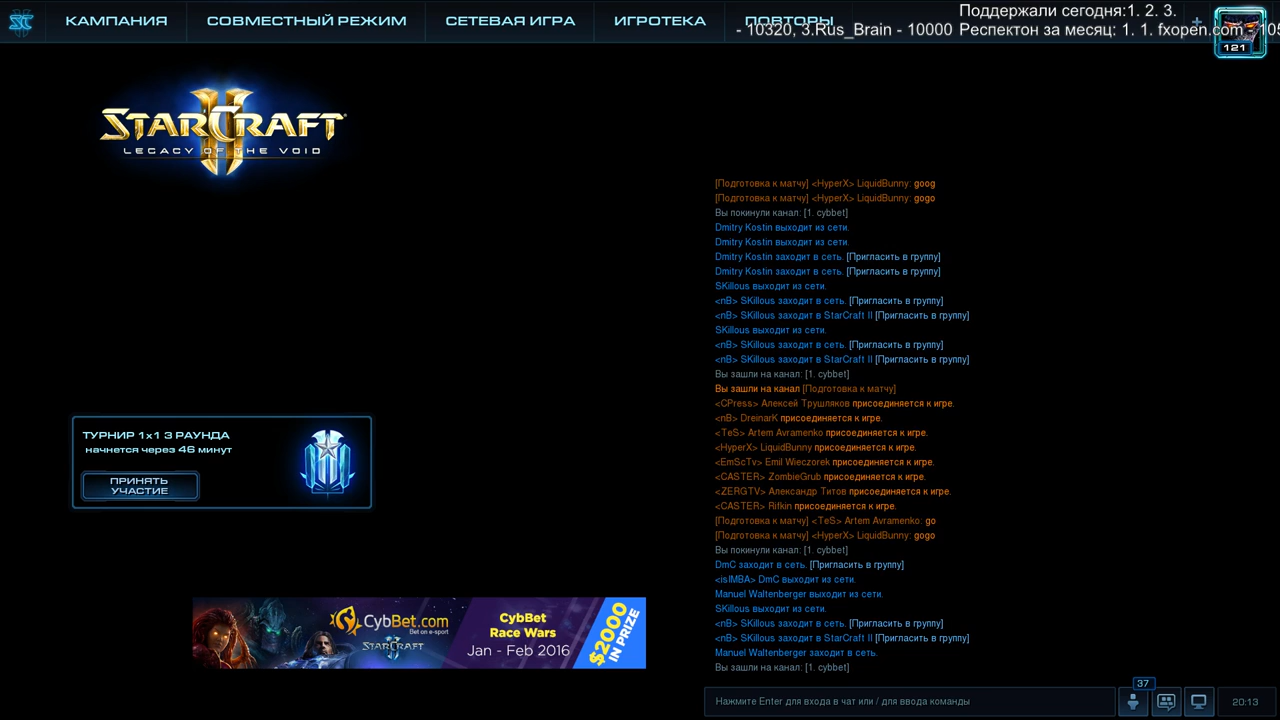 КАМПАНИЯ
СОВМЕСТНЫЙ РЕЖИМ
СЕТЕВАЯ ИГРА
ИГРОТЕКА
ПОВТОРЫ
Поддержали сегодня:1. 2. 3.
- 10320, 3.Rus_Brain - 10000 Респектон за месяц: 1. 1. fxopen.com - 105
121
STARCRAFT
II
LEGACY OF THE VOID
[Подготовка к матчу] <HyperX> LiquidBunny: goog
[Подготовка к матчу] <HyperX> LiquidBunny: gogo
Вы покинули канал: [1. cybbet]
Dmitry Kostin выходит из сети.
Dmitry Kostin выходит из сети.
Dmitry Kostin заходит в сеть. [Пригласить в группу]
Dmitry Kostin заходит в сеть. [Пригласить в группу]
SKillous выходит из сети.
<nB> SKillous заходит в сеть. [Пригласить в группу]
<nB> SKillous заходит в StarCraft II [Пригласить в группу]
SKillous выходит из сети.
<nB> SKillous заходит в сеть. [Пригласить в группу]
<nB> SKillous заходит в StarCraft II [Пригласить в группу]
Вы зашли на канал: [1. cybbet]
Вы зашли на канал [Подготовка к матчу]
<CPress> Алексей Трушляков присоединяется к игре.
<nB> DreinarK присоединяется к игре.
<TeS> Artem Avramenko присоединяется к игре.
<HyperX> LiquidBunny присоединяется к игре.
<EmScTv> Emil Wieczorek присоединяется к игре.
<CASTER> ZombieGrub присоединяется к игре.
<ZERGTV> Александр Титов присоединяется к игре.
<CASTER> Rifkin присоединяется к игре.
[Подготовка к матчу] <TeS> Artem Avramenko: go
[Подготовка к матчу] <HyperX> LiquidBunny: gogo
Вы покинули канал: [1. cybbet]
DmC заходит в сеть. [Пригласить в группу]
<isIMBA> DmC выходит из сети.
Manuel Waltenberger выходит из сети.
SKillous выходит из сети.
<nB> SKillous заходит в сеть. [Пригласить в группу]
<nB> SKillous заходит в StarCraft II [Пригласить в группу]
Manuel Waltenberger заходит в сеть.
Вы зашли на канал: [1. cybbet]
ТУРНИР 1х1 3 РАУНДА
начнется через 46 минут
ПРИНЯТЬ
УЧАСТИЕ
CybBet.com
Bet on e-sport
STARCRAFT
CybBet
Race Wars
Jan - Feb 2016
$2000
IN PRIZE
37
Нажмите Enter для входа в чат или / для ввода команды
20:13